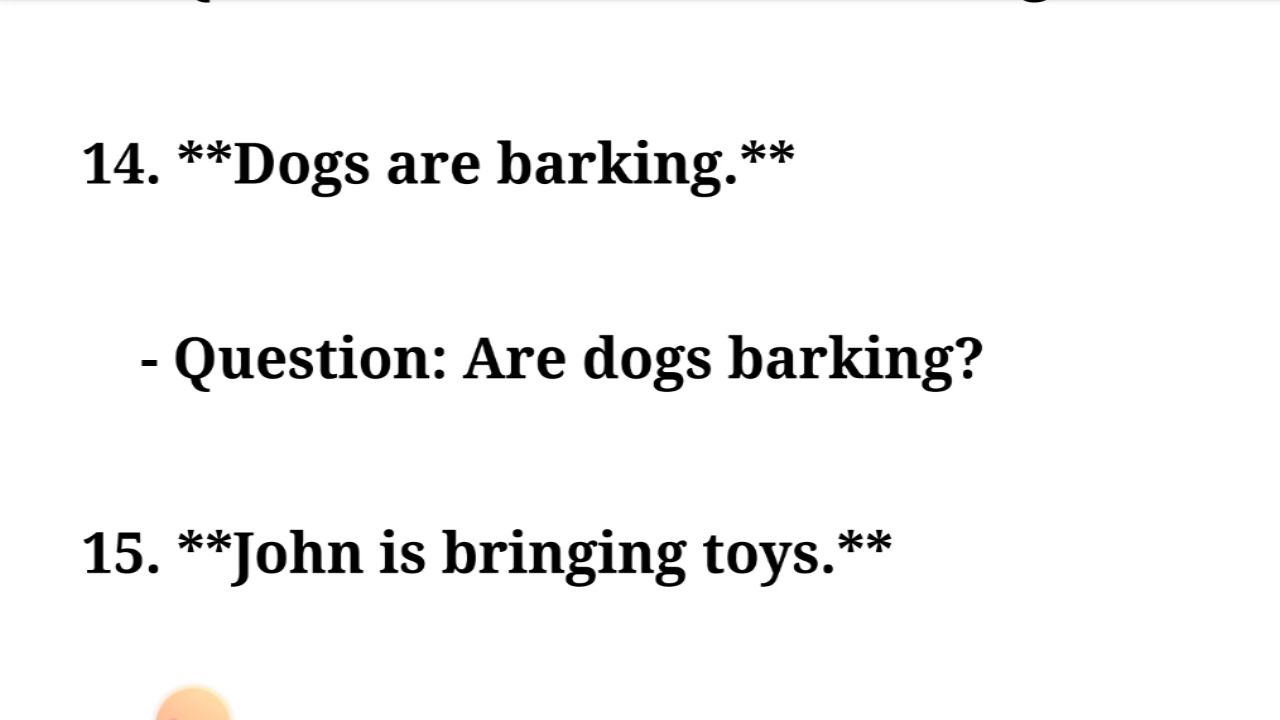 14. **Dogs are barking.**
- Question: Are dogs barking?
15. **John is bringing toys.**